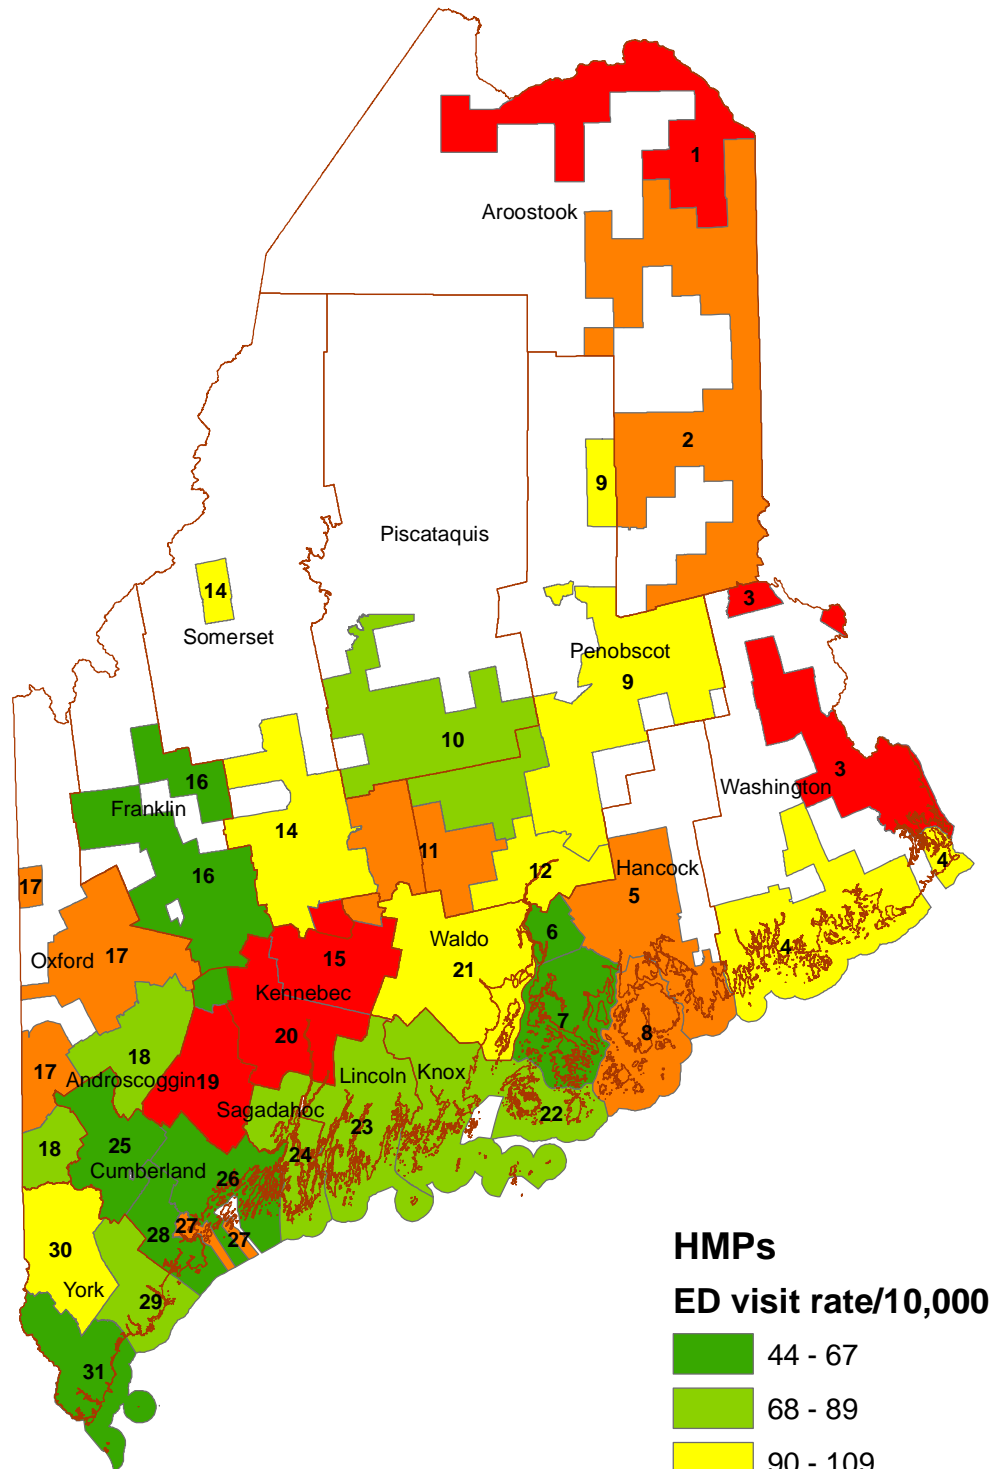 1
Aroostook
2
9
Piscataquis
14
3
Somerset
Penobscot
9
10
16
3
Washington
Franklin
14
11
12
Hancock
4
16
17
5
6
Waldo
21
4
Oxford
17
15
Kennebec
7
8
20
18
17
Androscoggin
19
Lincoln
Knox
Sagadahoc
22
23
18
25
24
Cumberland
26
27
28
27
30
York
29
31
HMPs
ED visit rate/10,000
44 - 67
68 - 89
90 - 109